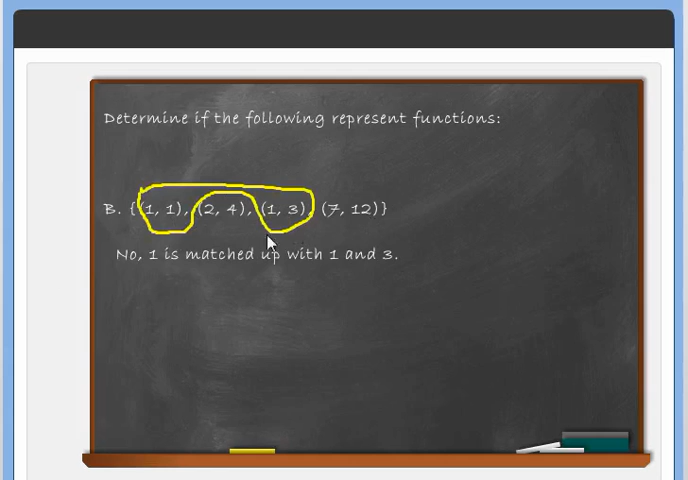 Determine if the following represent functions:
B. {(1, 1), (2, 4), (1, 3), (7, 12)}
No, 1 is matched up with 1 and 3.